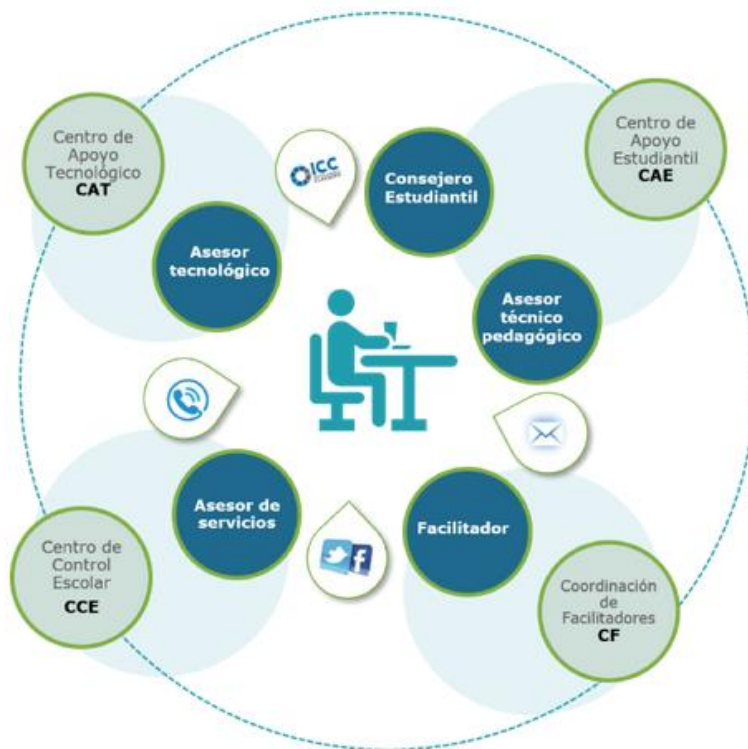 Centro de
Apoyo
Tecnológico
CAT
ICC
Consejero
Estudiantil
Centro de
Apoyo
Estudiantil
CAE
Asesor
tecnológico
Asesor
técnico
pedagógico
Asesor de
servicios
f
Facilitador
Centro de
Control
Escolar
CCE
Coordinación
de
Facilitadores
CF